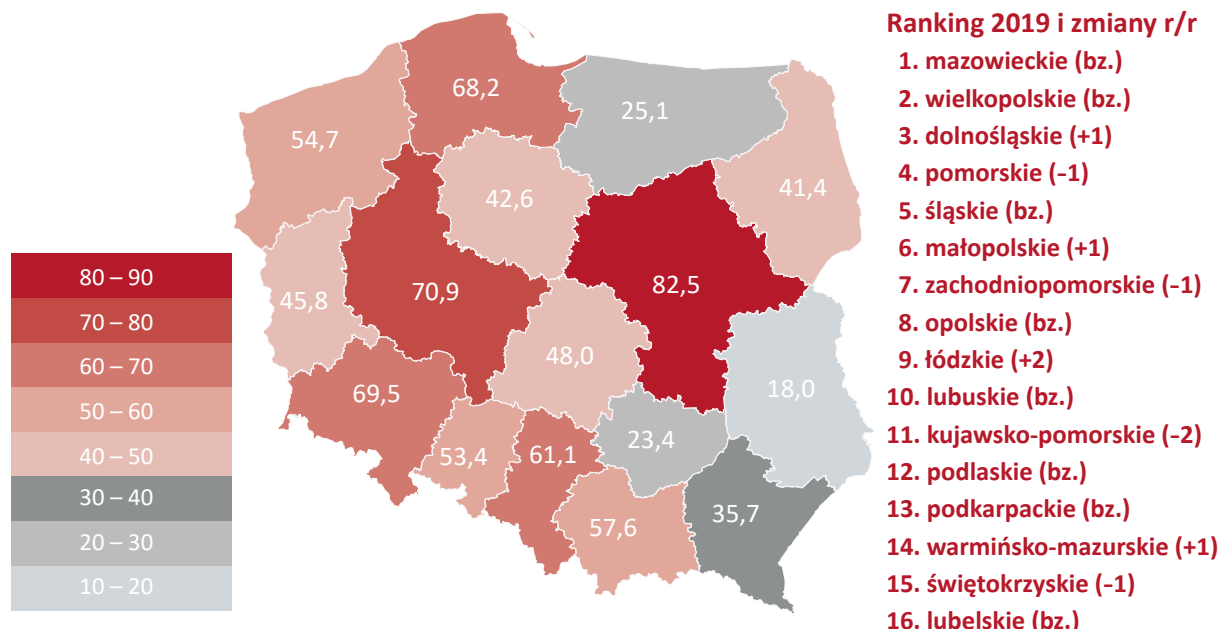 68,2
25,1
54,7
41,4
42,6
82,5
70,9
45,8
48,0
18,0
69,5
23,4
53,4
61,1
35,7
57,6
80 – 90
70 – 80
60 – 70
50 – 60
40 – 50
30 – 40
20 – 30
10 – 20
Ranking 2019 i zmiany r/r
1. mazowieckie (bz.)
2. wielkopolskie (bz.)
3. dolnośląskie (+1)
4. pomorskie (-1)
5. śląskie (bz.)
6. małopolskie (+1)
7. zachodniopomorskie (-1)
8. opolskie (bz.)
9. łódzkie (+2)
10. lubuskie (bz.)
11. kujawsko-pomorskie (-2)
12. podlaskie (bz.)
13. podkarpackie (bz.)
14. warmińsko-mazurskie (+1)
15. świętokrzyskie (-1)
16. lubelskie (bz.)